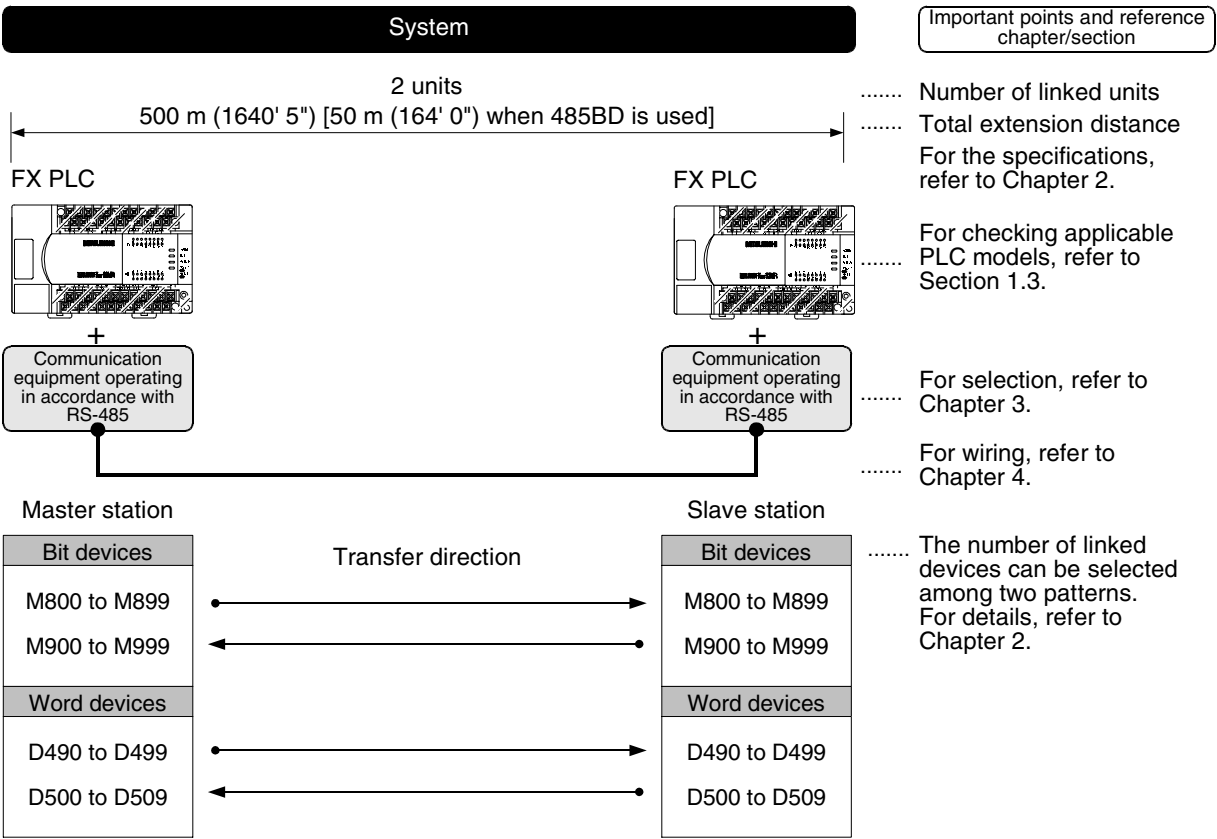 System
Important points and reference
chapter/section
2 units
500 m (1640' 5") [50 m (164' 0") when 485BD is used]
....... Number of linked units
....... Total extension distance
For the specifications,
refer to Chapter 2.
FX PLC
FX PLC
For checking applicable
....... PLC models, refer to
Section 1.3.
+
+
Communication
equipment operating
in accordance with
RS-485
Communication
equipment operating
in accordance with
RS-485
For selection, refer to
....... Chapter 3.
For wiring, refer to
....... Chapter 4.
Master station
Slave station
Bit devices
Transfer direction
Bit devices
M800 to M899
M800 to M899
M900 to M999
M900 to M999
....... The number of linked
devices can be selected
among two patterns.
For details, refer to
Chapter 2.
Word devices
Word devices
D490 to D499
D490 to D499
D500 to D509
D500 to D509